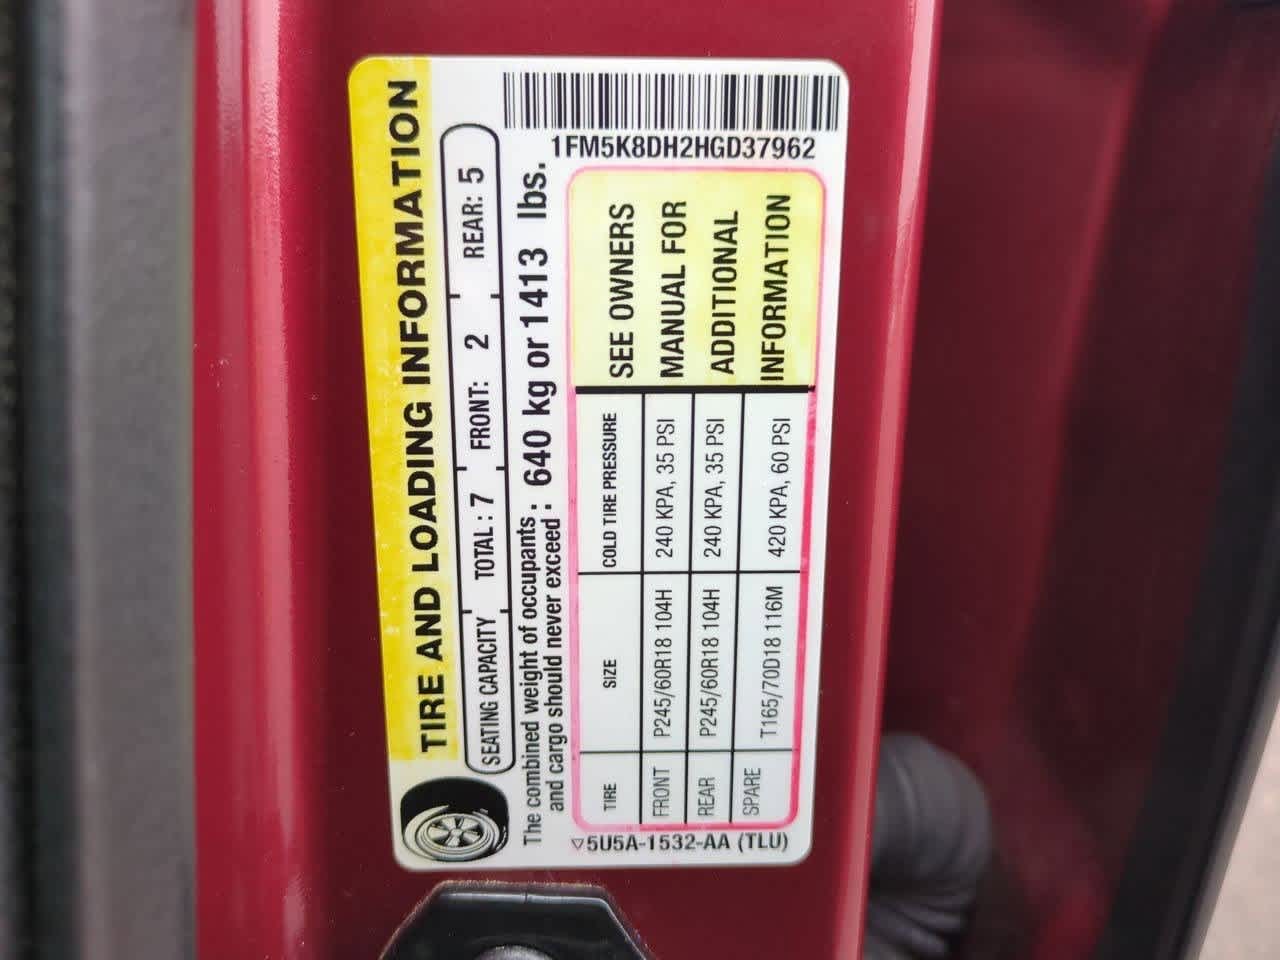 TIRE AND LOADING INFORMATION
SEATING CAPACITY TOTAL: 7 FRONT: 2 REAR: 5
The combined weight of occupants
and cargo should never exceed : 640 kg or 1413 lbs.
1FM5K8DH2HGD37962
TIRE SIZE COLD TIRE PRESSURE
FRONT P245/60R18 104H 240 KPA, 35 PSI
REAR P245/60R18 104H 240 KPA, 35 PSI
SPARE T165/70D18 116M 420 KPA, 60 PSI
SEE OWNERS
MANUAL FOR
ADDITIONAL
INFORMATION
▽5U5A-1532-AA (TLU)